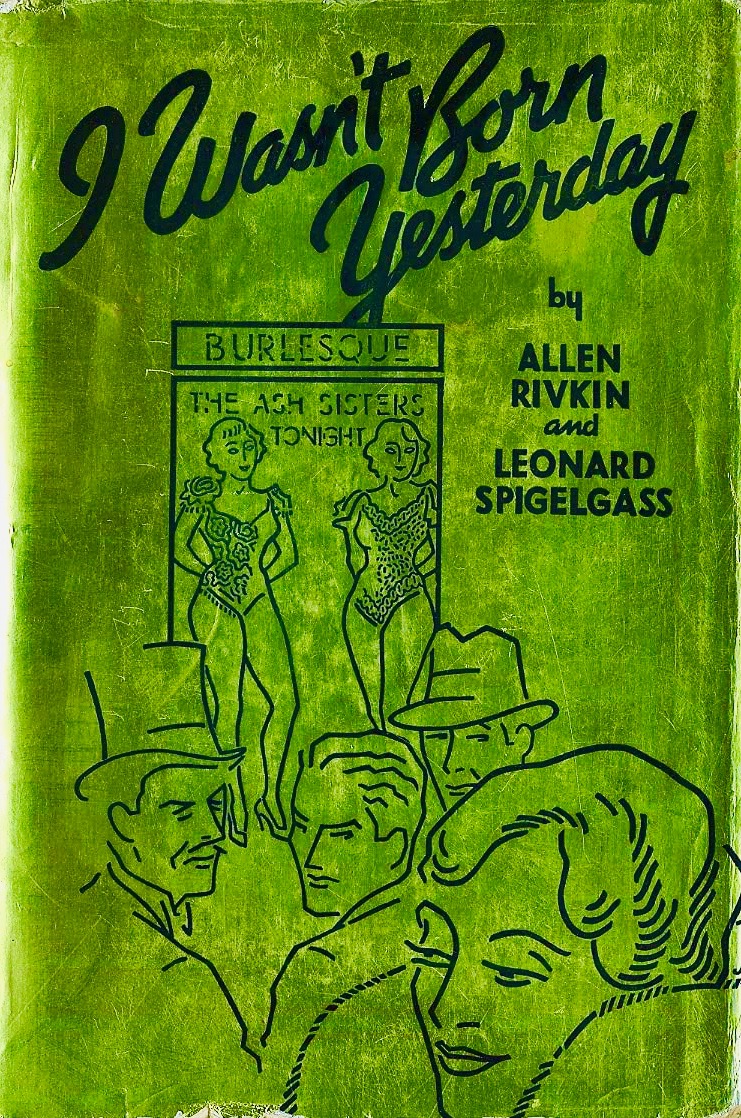 I Wasn't Born
Yesterday
by
ALLEN
RIVKIN
and
LEONARD
SPIGELGASS
BURLESQUE
THE ASH SISTERS
TONIGHT